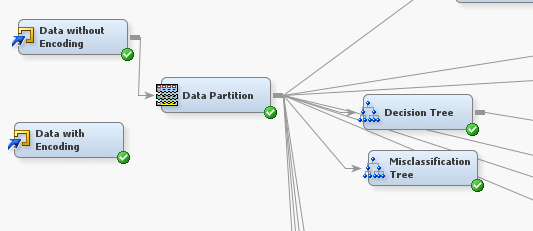 Data without
Encoding
Data Partition
Decision Tree
Data with
Encoding
Misclassification
Tree